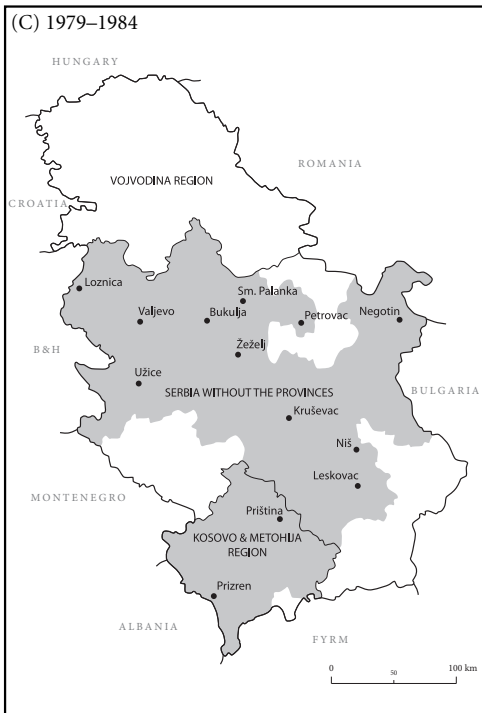 (C) 1979–1984
HUNGARY
ROMANIA
VOJVODINA REGION
CROATIA
Loznica
Sm. Palanka
Valjevo
Bukulja
Petrovac
Negotin
B&H
Žeželj
Užice
SERBIA WITHOUT THE PROVINCES
BULGARIA
Kruševac
Niš
Leskovac
MONTENEGRO
Priština
KOSOVO & METOHIJA
REGION
Prizren
ALBANIA
FYRM
0 50 100 km